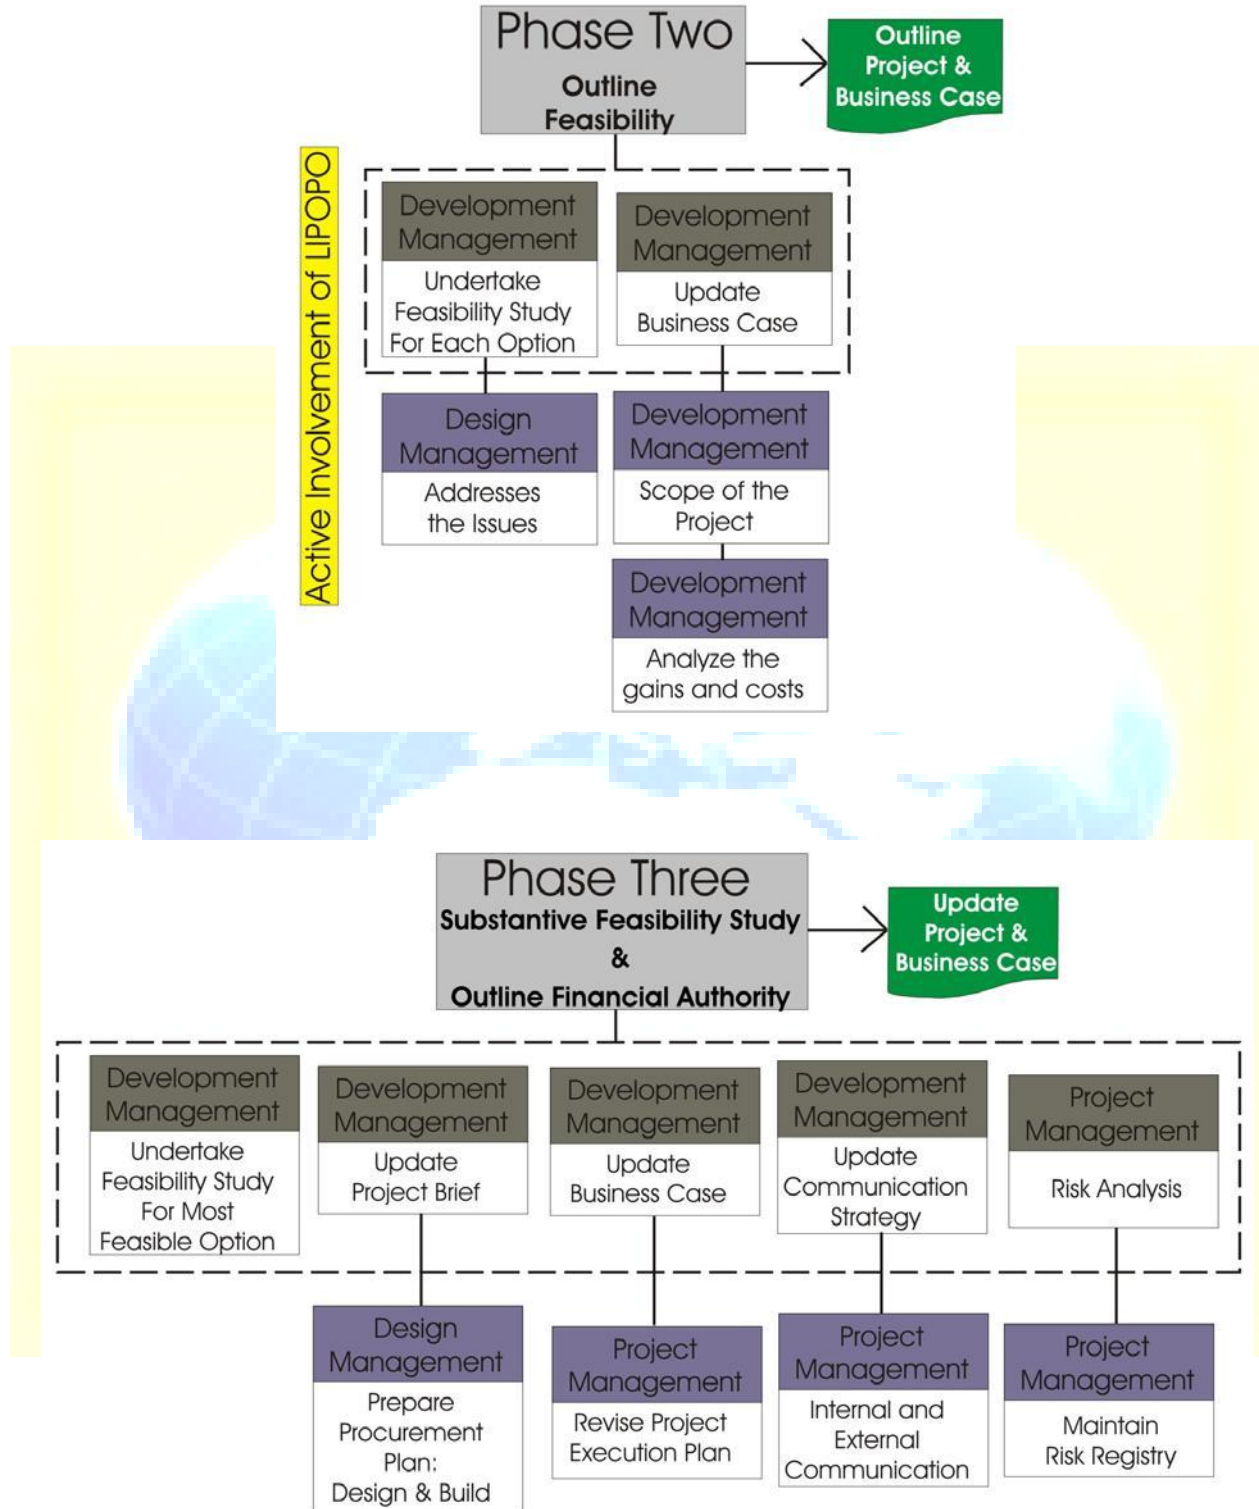 Phase Two
Outline
Feasibility
Outline
Project &
Business Case
Active Involvement of LIPOPO
Development
Management
Undertake
Feasibility Study
For Each Option
Development
Management
Update
Business Case
Design
Management
Addresses
the Issues
Development
Management
Scope of the
Project
Development
Management
Analyze the
gains and costs
Phase Three
Substantive Feasibility Study
&
Outline Financial Authority
Update
Project &
Business Case
Development
Management
Undertake
Feasibility Study
For Most
Feasible Option
Development
Management
Update
Project Brief
Development
Management
Update
Business Case
Development
Management
Update
Communication
Strategy
Project
Management
Risk Analysis
Design
Management
Prepare
Procurement
Plan:
Design & Build
Project
Management
Revise Project
Execution Plan
Project
Management
Internal and
External
Communication
Project
Management
Maintain
Risk Registry